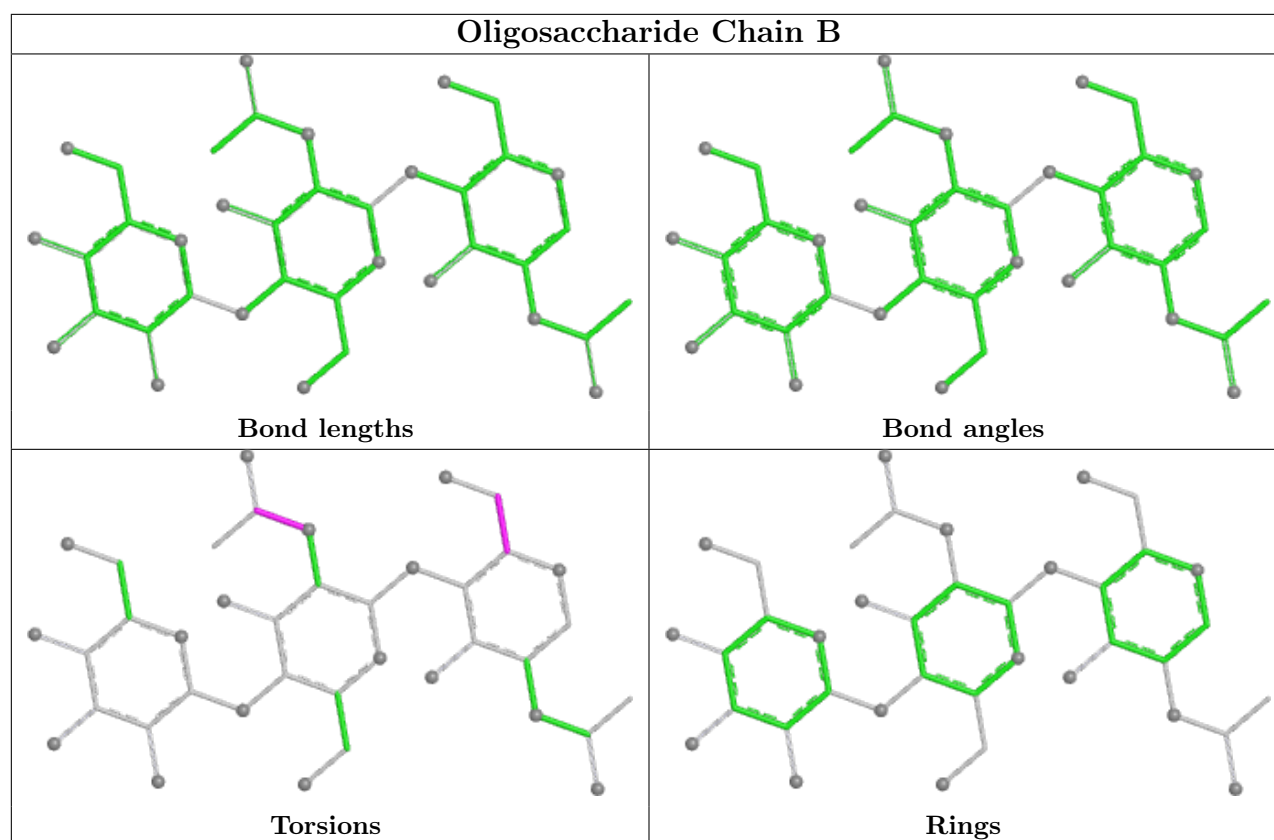 Oligosaccharide Chain B
Bond lengths
Bond angles
Torsions
Rings